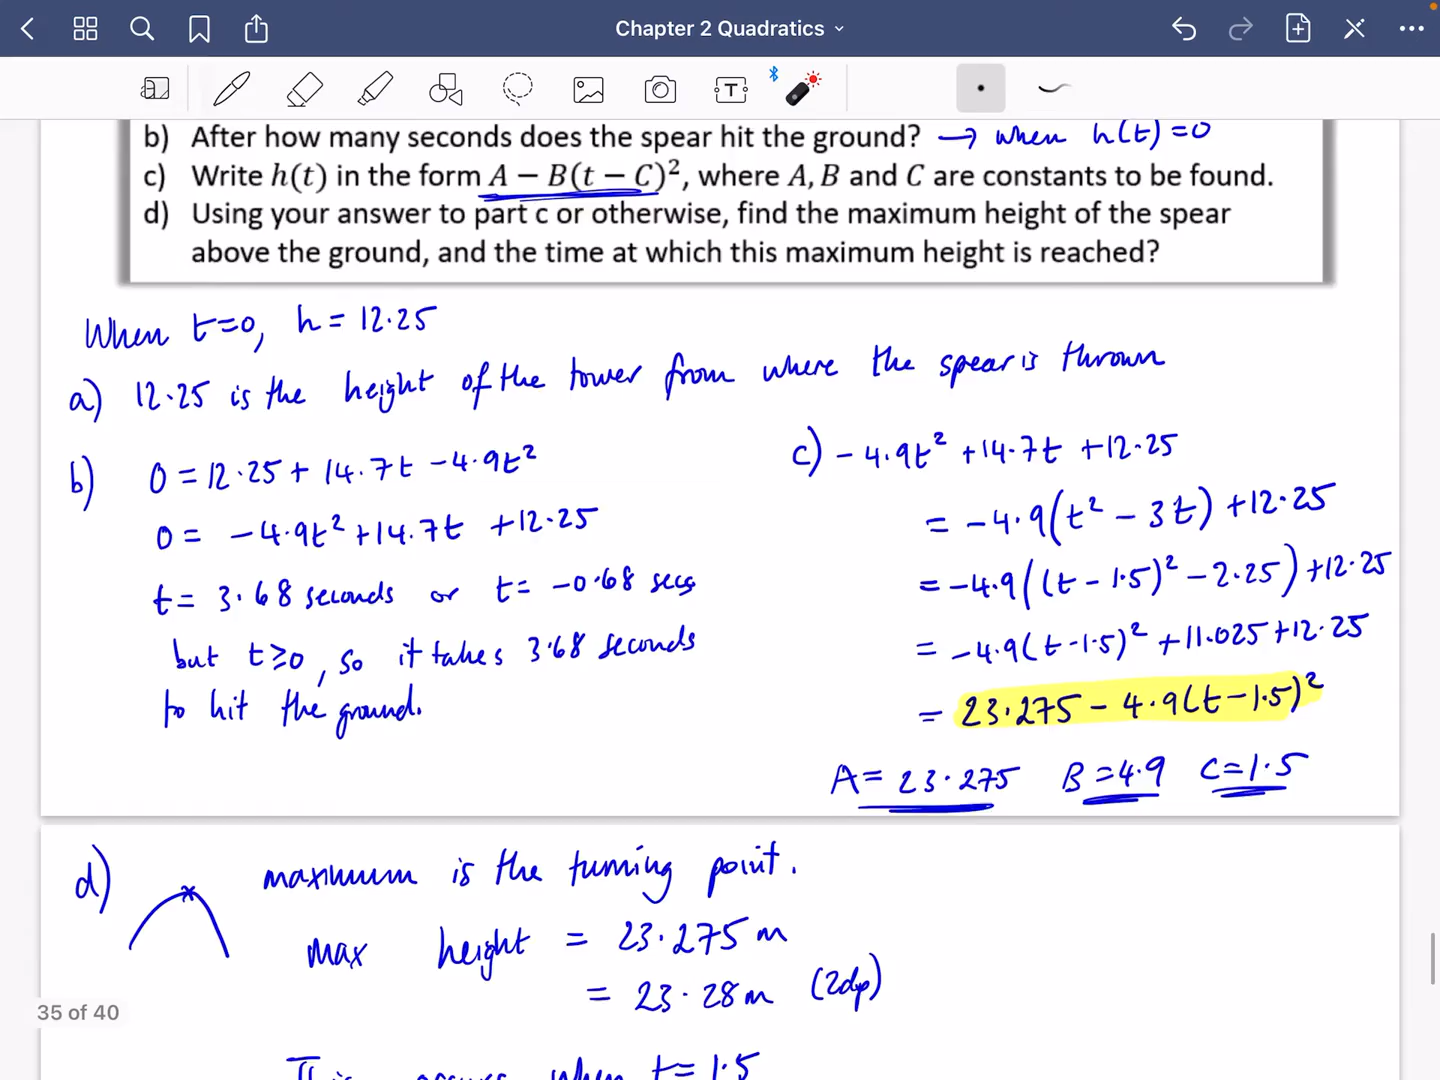 Chapter 2 Quadratics
T
b) After how many seconds does the spear hit the ground? → when h(t) = 0
c) Write h(t) in the form A − B(t − C)², where A, B and C are constants to be found.
d) Using your answer to part c or otherwise, find the maximum height of the spear
above the ground, and the time at which this maximum height is reached?
When t=0, h = 12.25
a) 12.25 is the height of the tower from where the spear is thrown
b) 0 = 12.25 + 14.7t − 4.9t²
0 = −4.9t² + 14.7t + 12.25
t = 3.68 seconds or t = −0.68 secs
but t ≥ 0, so it takes 3.68 seconds
to hit the ground.
c) −4.9t² + 14.7t + 12.25
= −4.9(t² − 3t) + 12.25
= −4.9((t − 1.5)² − 2.25) + 12.25
= −4.9(t − 1.5)² + 11.025 + 12.25
= 23.275 − 4.9(t − 1.5)²
A = 23.275 B = 4.9 C = 1.5
d) maximum is the turning point.
max height = 23.275 m
= 23.28 m (2dp)
35 of 40
when t = 1.5